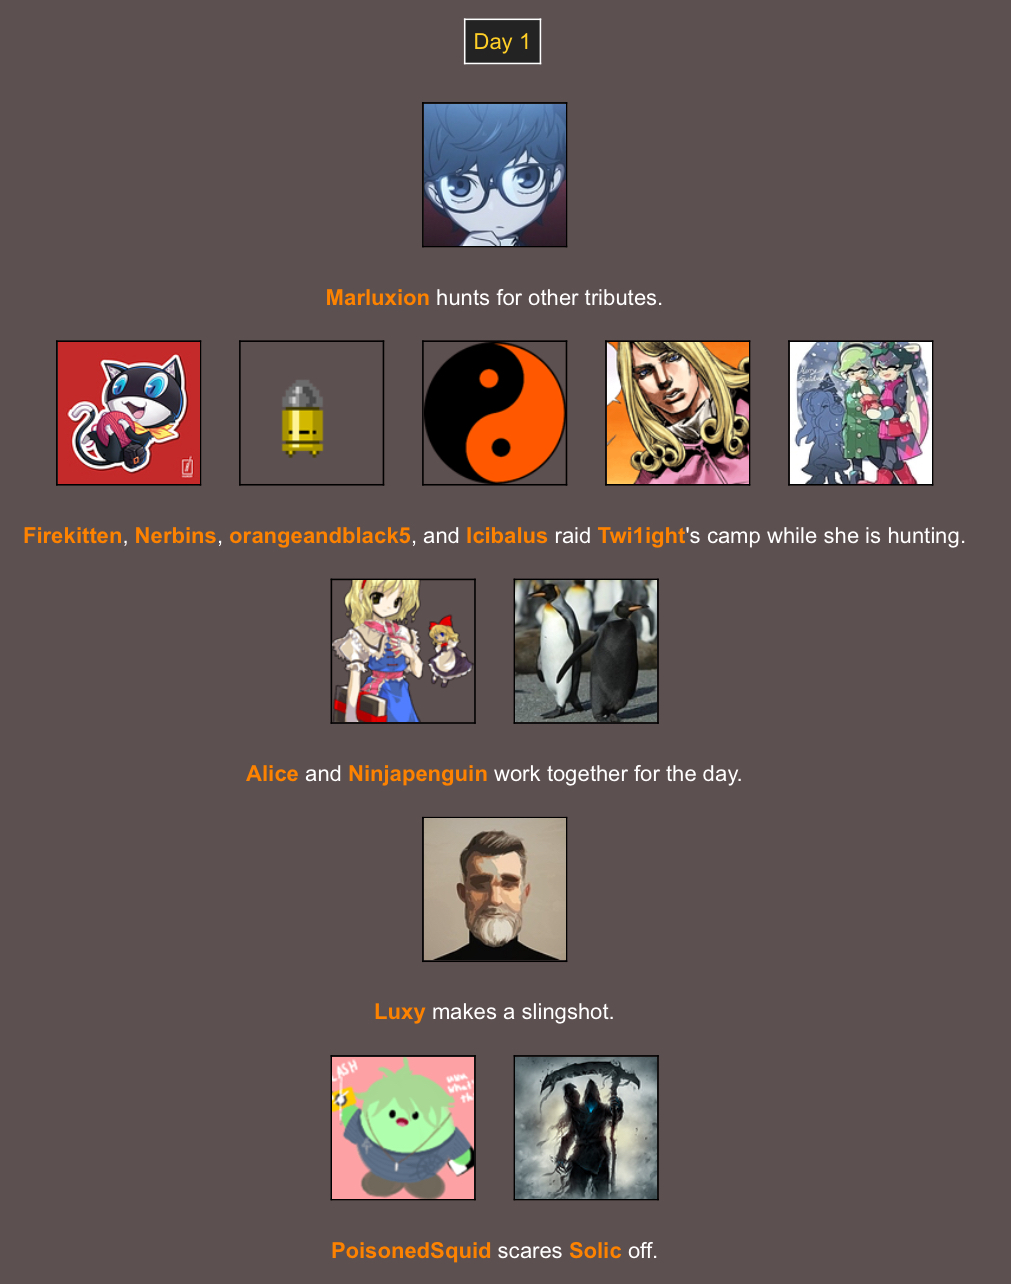 Day 1
Marluxion hunts for other tributes.
Firekitten, Nerbins, orangeandblack5, and Icibalus raid Twi1ight's camp while she is hunting.
Alice and Ninjapenguin work together for the day.
Luxy makes a slingshot.
PoisonedSquid scares Solic off.